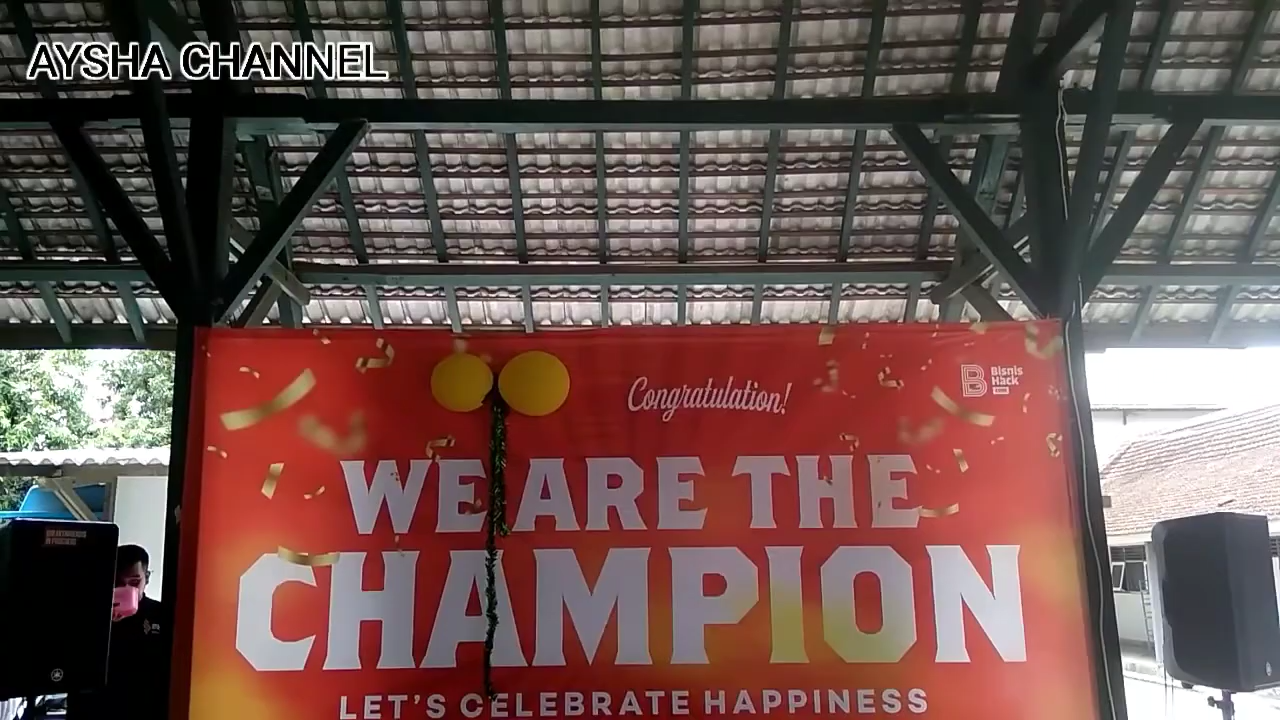 AYSHA CHANNEL
Congratulation!
Bisnis
Hack
WE ARE THE
CHAMPION
LET'S CELEBRATE HAPPINESS